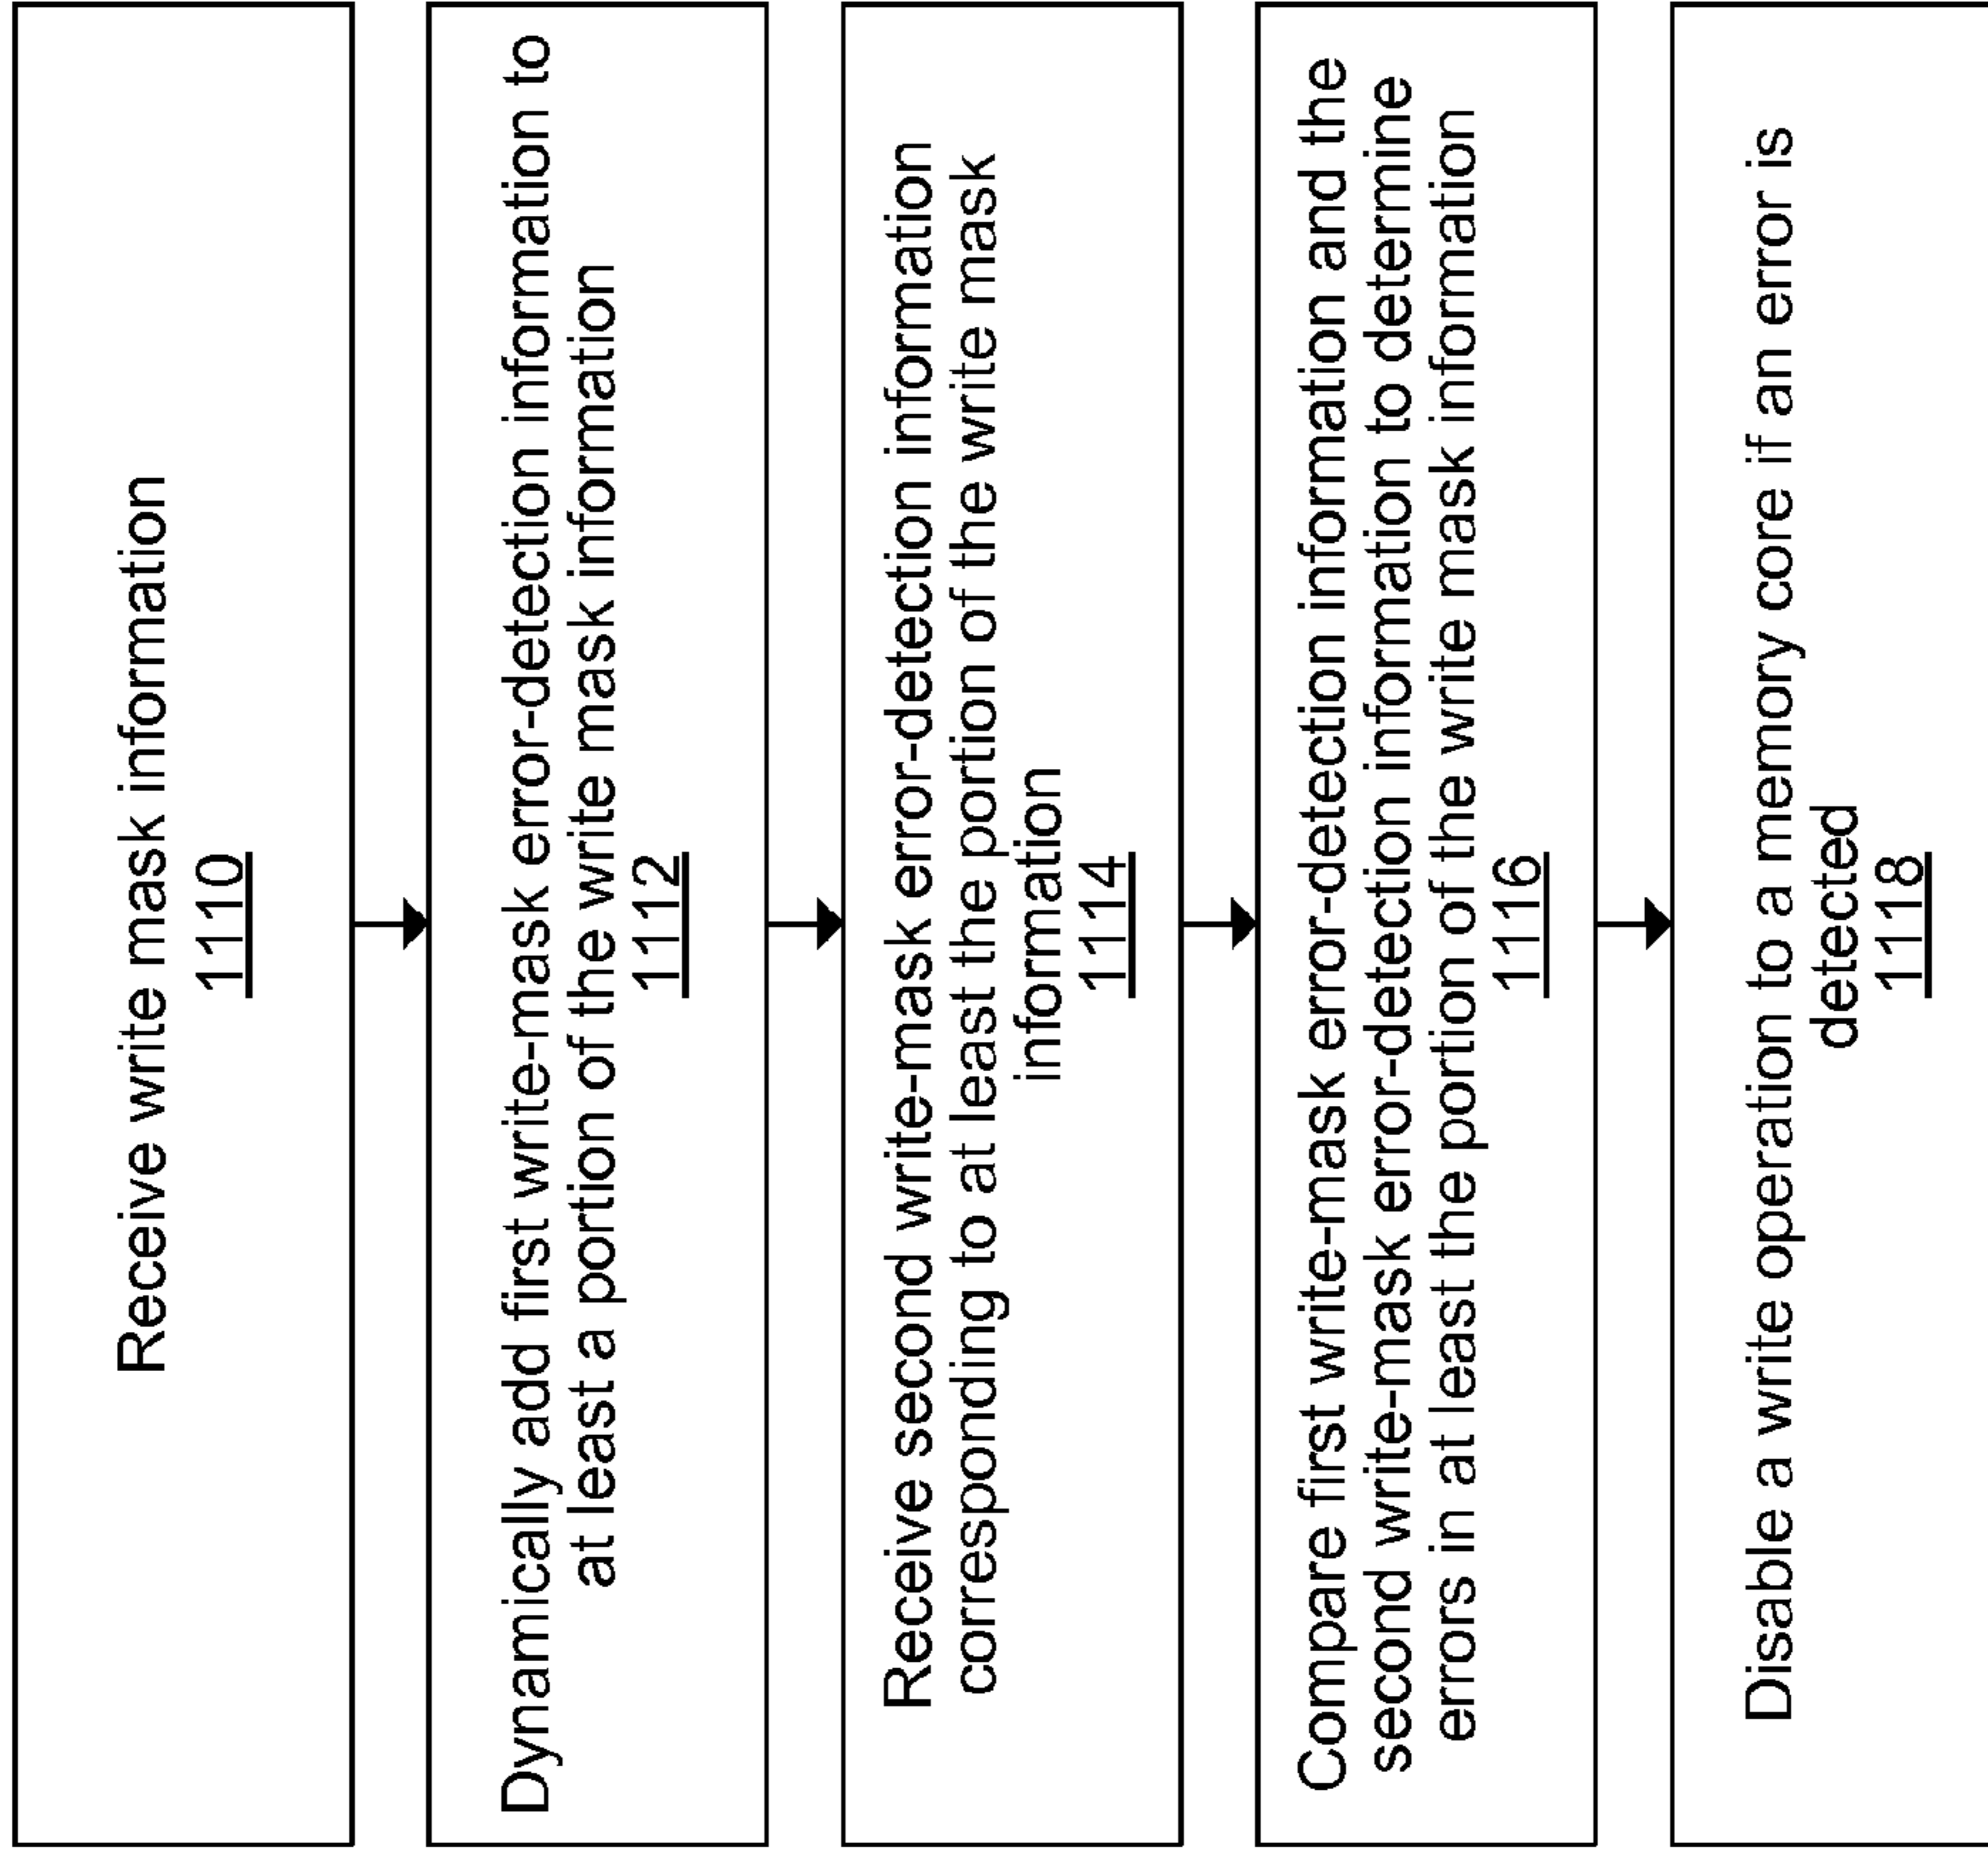 Receive write mask information
1110
Dynamically add first write-mask error-detection information to
at least a portion of the write mask information
1112
Receive second write-mask error-detection information
corresponding to at least the portion of the write mask
information
1114
Compare first write-mask error-detection information and the
second write-mask error-detection information to determine
errors in at least the portion of the write mask information
1116
Disable a write operation to a memory core if an error is
detected
1118